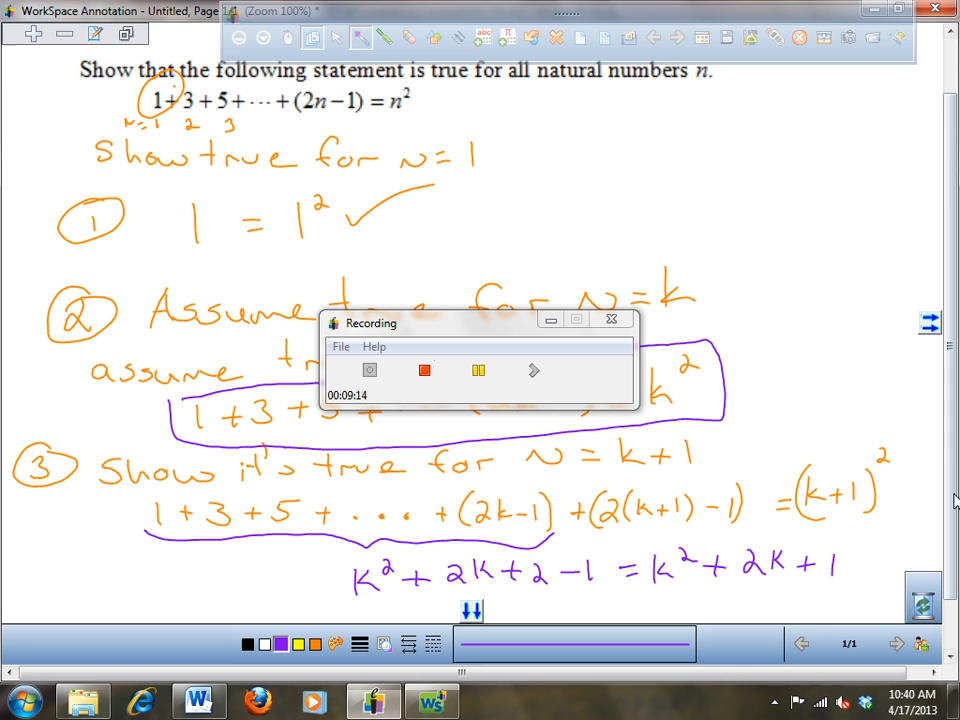 WorkSpace Annotation - Untitled, Page 1/1 (Zoom 100%) *
Show that the following statement is true for all natural numbers n.
1+3+5+⋯+(2n−1) = n²
n=1 2 3
Show true for n=1
① 1 = 1² ✓
② Assume true for n=k
Recording
File Help
00:09:14
assume
1+3+ k²
③ Show it's true for n = k+1
1+3+5+....+(2k-1)+(2(k+1)-1) =(k+1)²
k²+2k+2-1=k²+2k+1
1/1
10:40 AM
4/17/2013